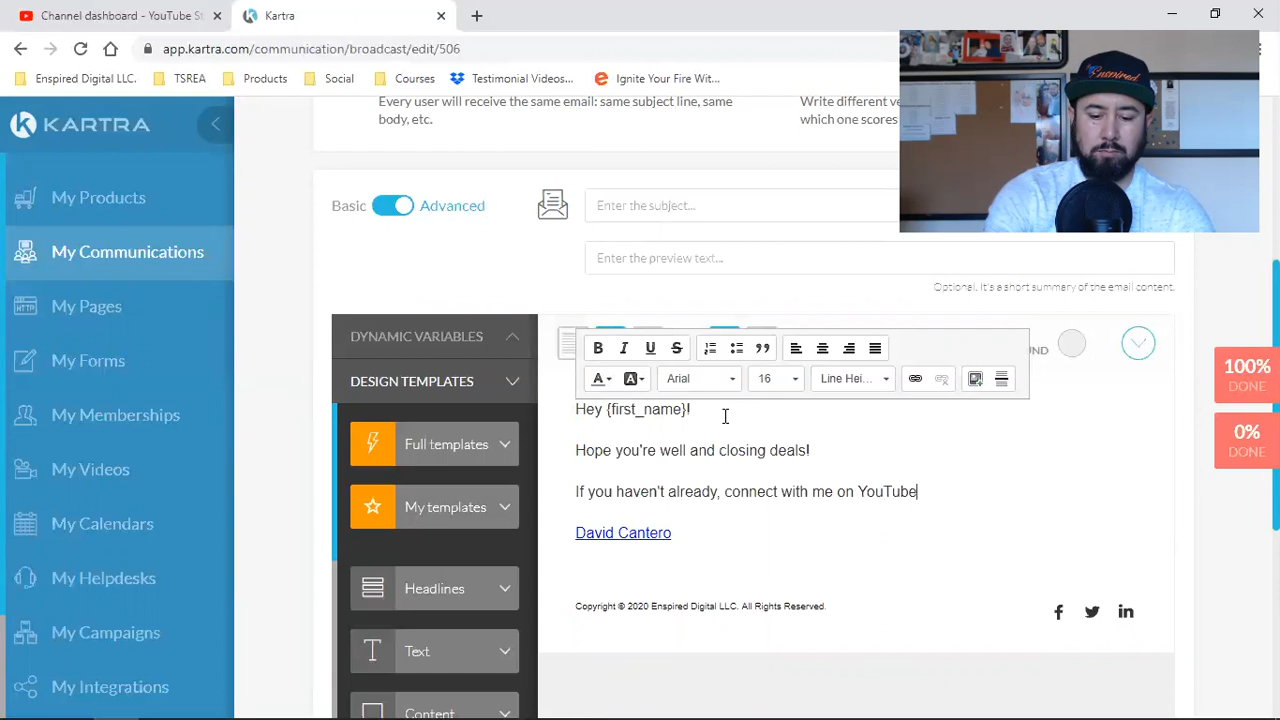 Channel dashboard - YouTube St
Kartra
app.kartra.com/communication/broadcast/edit/506
Enspired Digital LLC.
TSREA
Products
Social
Courses
Testimonial Videos...
Ignite Your Fire Wit...
KARTRA
Every user will receive the same email: same subject line, same
body, etc.
Write different ve
which one scores
My Products
My Communications
My Pages
My Forms
My Memberships
My Videos
My Calendars
My Helpdesks
My Campaigns
My Integrations
Basic
Advanced
Enter the subject...
Enter the preview text...
Optional. It's a short summary of the email content.
DYNAMIC VARIABLES
DESIGN TEMPLATES
Full templates
My templates
Headlines
Text
Content
B I U S
UND
A
A
Arial
16
Line Hei...
Hey {first_name}!
Hope you're well and closing deals!
If you haven't already, connect with me on YouTube
David Cantero
Copyright © 2020 Enspired Digital LLC. All Rights Reserved.
100%
DONE
0%
DONE
Enspired